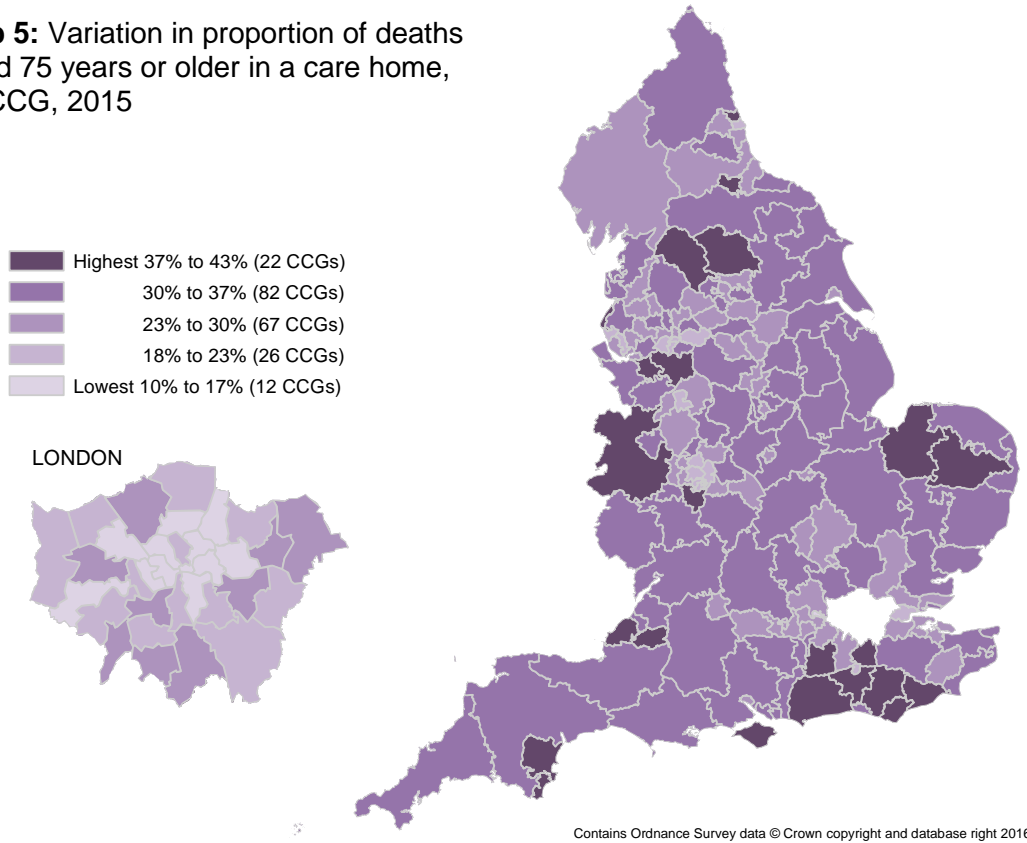 5: Variation in proportion of deaths
75 years or older in a care home,
CCG, 2015
Highest 37% to 43% (22 CCGs)
30% to 37% (82 CCGs)
23% to 30% (67 CCGs)
18% to 23% (26 CCGs)
Lowest 10% to 17% (12 CCGs)
LONDON
Contains Ordnance Survey data © Crown copyright and database right 2016